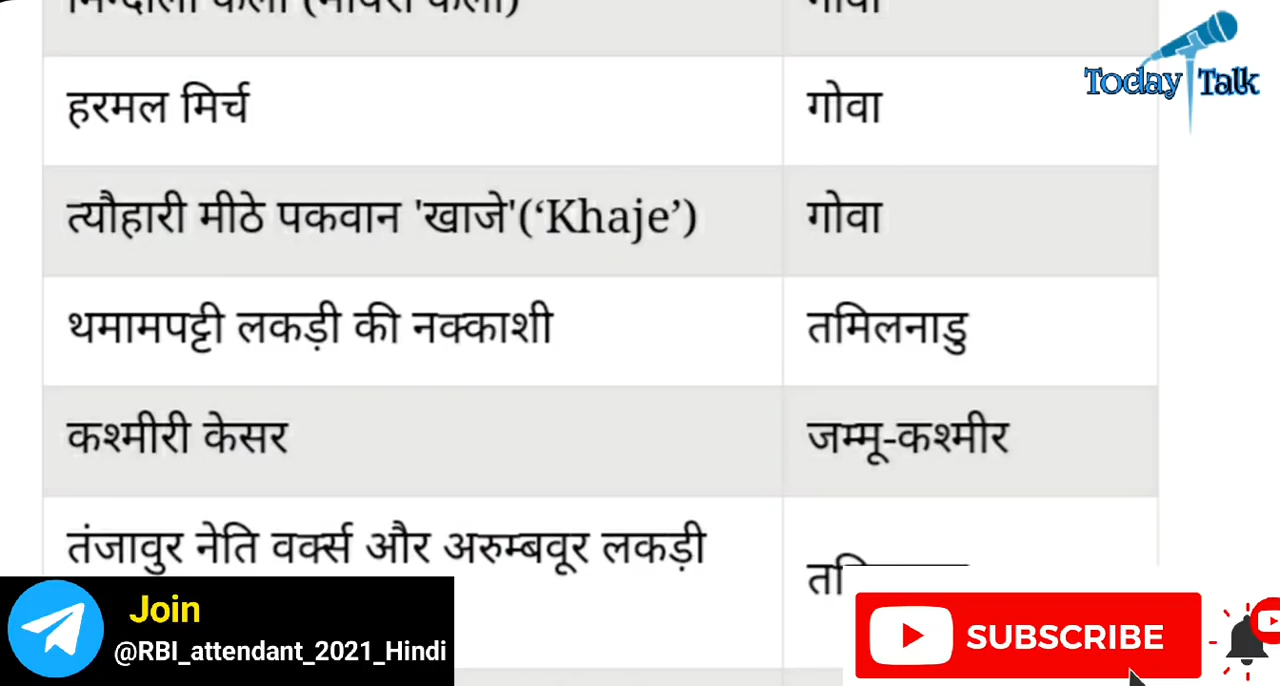 गोवा
हरमल मिर्च
गोवा
त्यौहारी मीठे पकवान 'खाजे'(‘Khaje’)
गोवा
थमामपट्टी लकड़ी की नक्काशी
तमिलनाडु
कश्मीरी केसर
जम्मू-कश्मीर
तंजावुर नेति वर्क्स और अरुम्बवूर लकड़ी
Today Talk
Join
@RBI_attendant_2021_Hindi
SUBSCRIBE